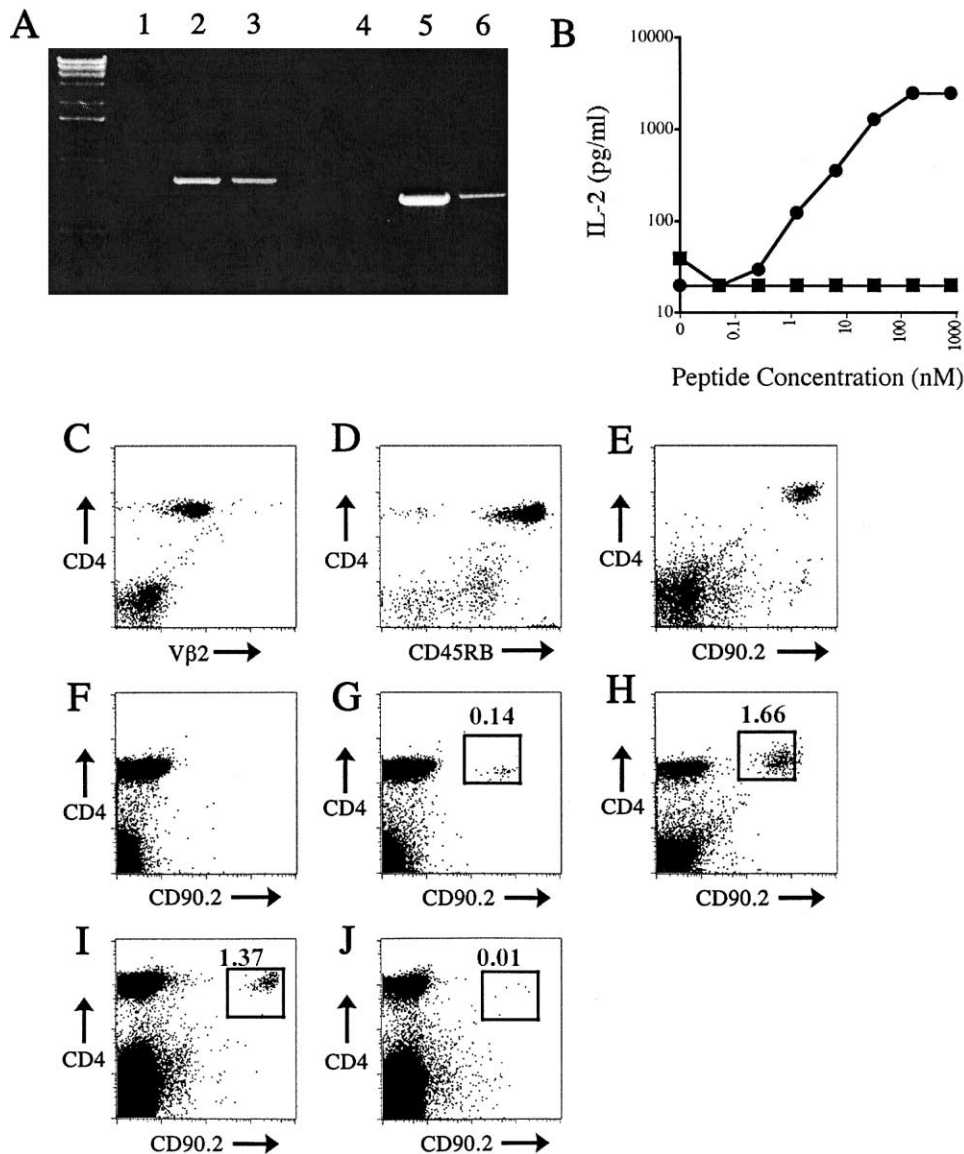 A
1 2 3 4 5 6
B
10000
1000
100
10
IL-2 (pg/ml)
0 0.1 1 10 100 1000
Peptide Concentration (nM)
C
CD4
Vβ2
D
CD4
CD45RB
E
CD4
CD90.2
F
CD4
CD90.2
G
0.14
CD4
CD90.2
H
1.66
CD4
CD90.2
I
1.37
CD4
CD90.2
J
0.01
CD4
CD90.2